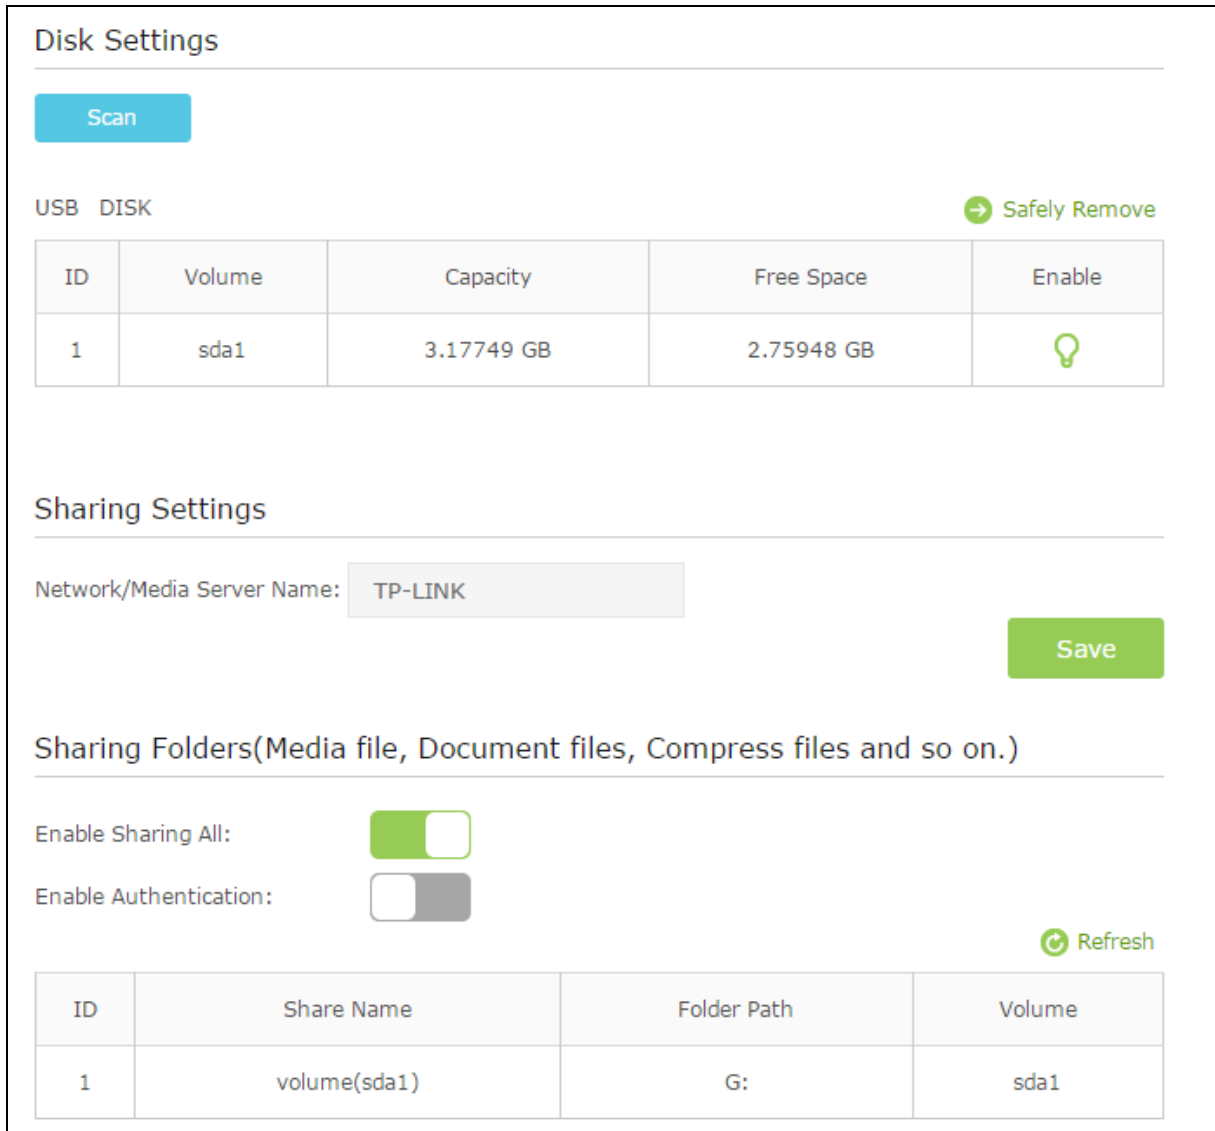 Disk Settings
Scan
USB DISK
Safely Remove
ID Volume Capacity Free Space Enable
1 sda1 3.17749 GB 2.75948 GB
Sharing Settings
Network/Media Server Name: TP-LINK
Save
Sharing Folders(Media file, Document files, Compress files and so on.)
Enable Sharing All:
Enable Authentication:
Refresh
ID Share Name Folder Path Volume
1 volume(sda1) G: sda1